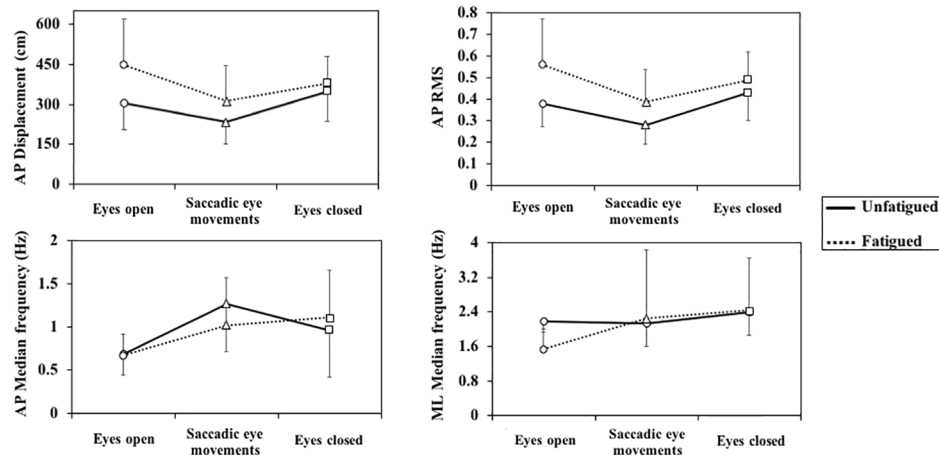 AP Displacement (cm)
600
450
300
150
0
Eyes open
Saccadic eye
movements
Eyes closed
AP RMS
0.8
0.7
0.6
0.5
0.4
0.3
0.2
0.1
0
Eyes open
Saccadic eye
movements
Eyes closed
Unfatigued
Fatigued
AP Median frequency (Hz)
2
1.5
1
0.5
0
Eyes open
Saccadic eye
movements
Eyes closed
ML Median frequency (Hz)
4
3.2
2.4
1.6
0.8
0
Eyes open
Saccadic eye
movements
Eyes closed